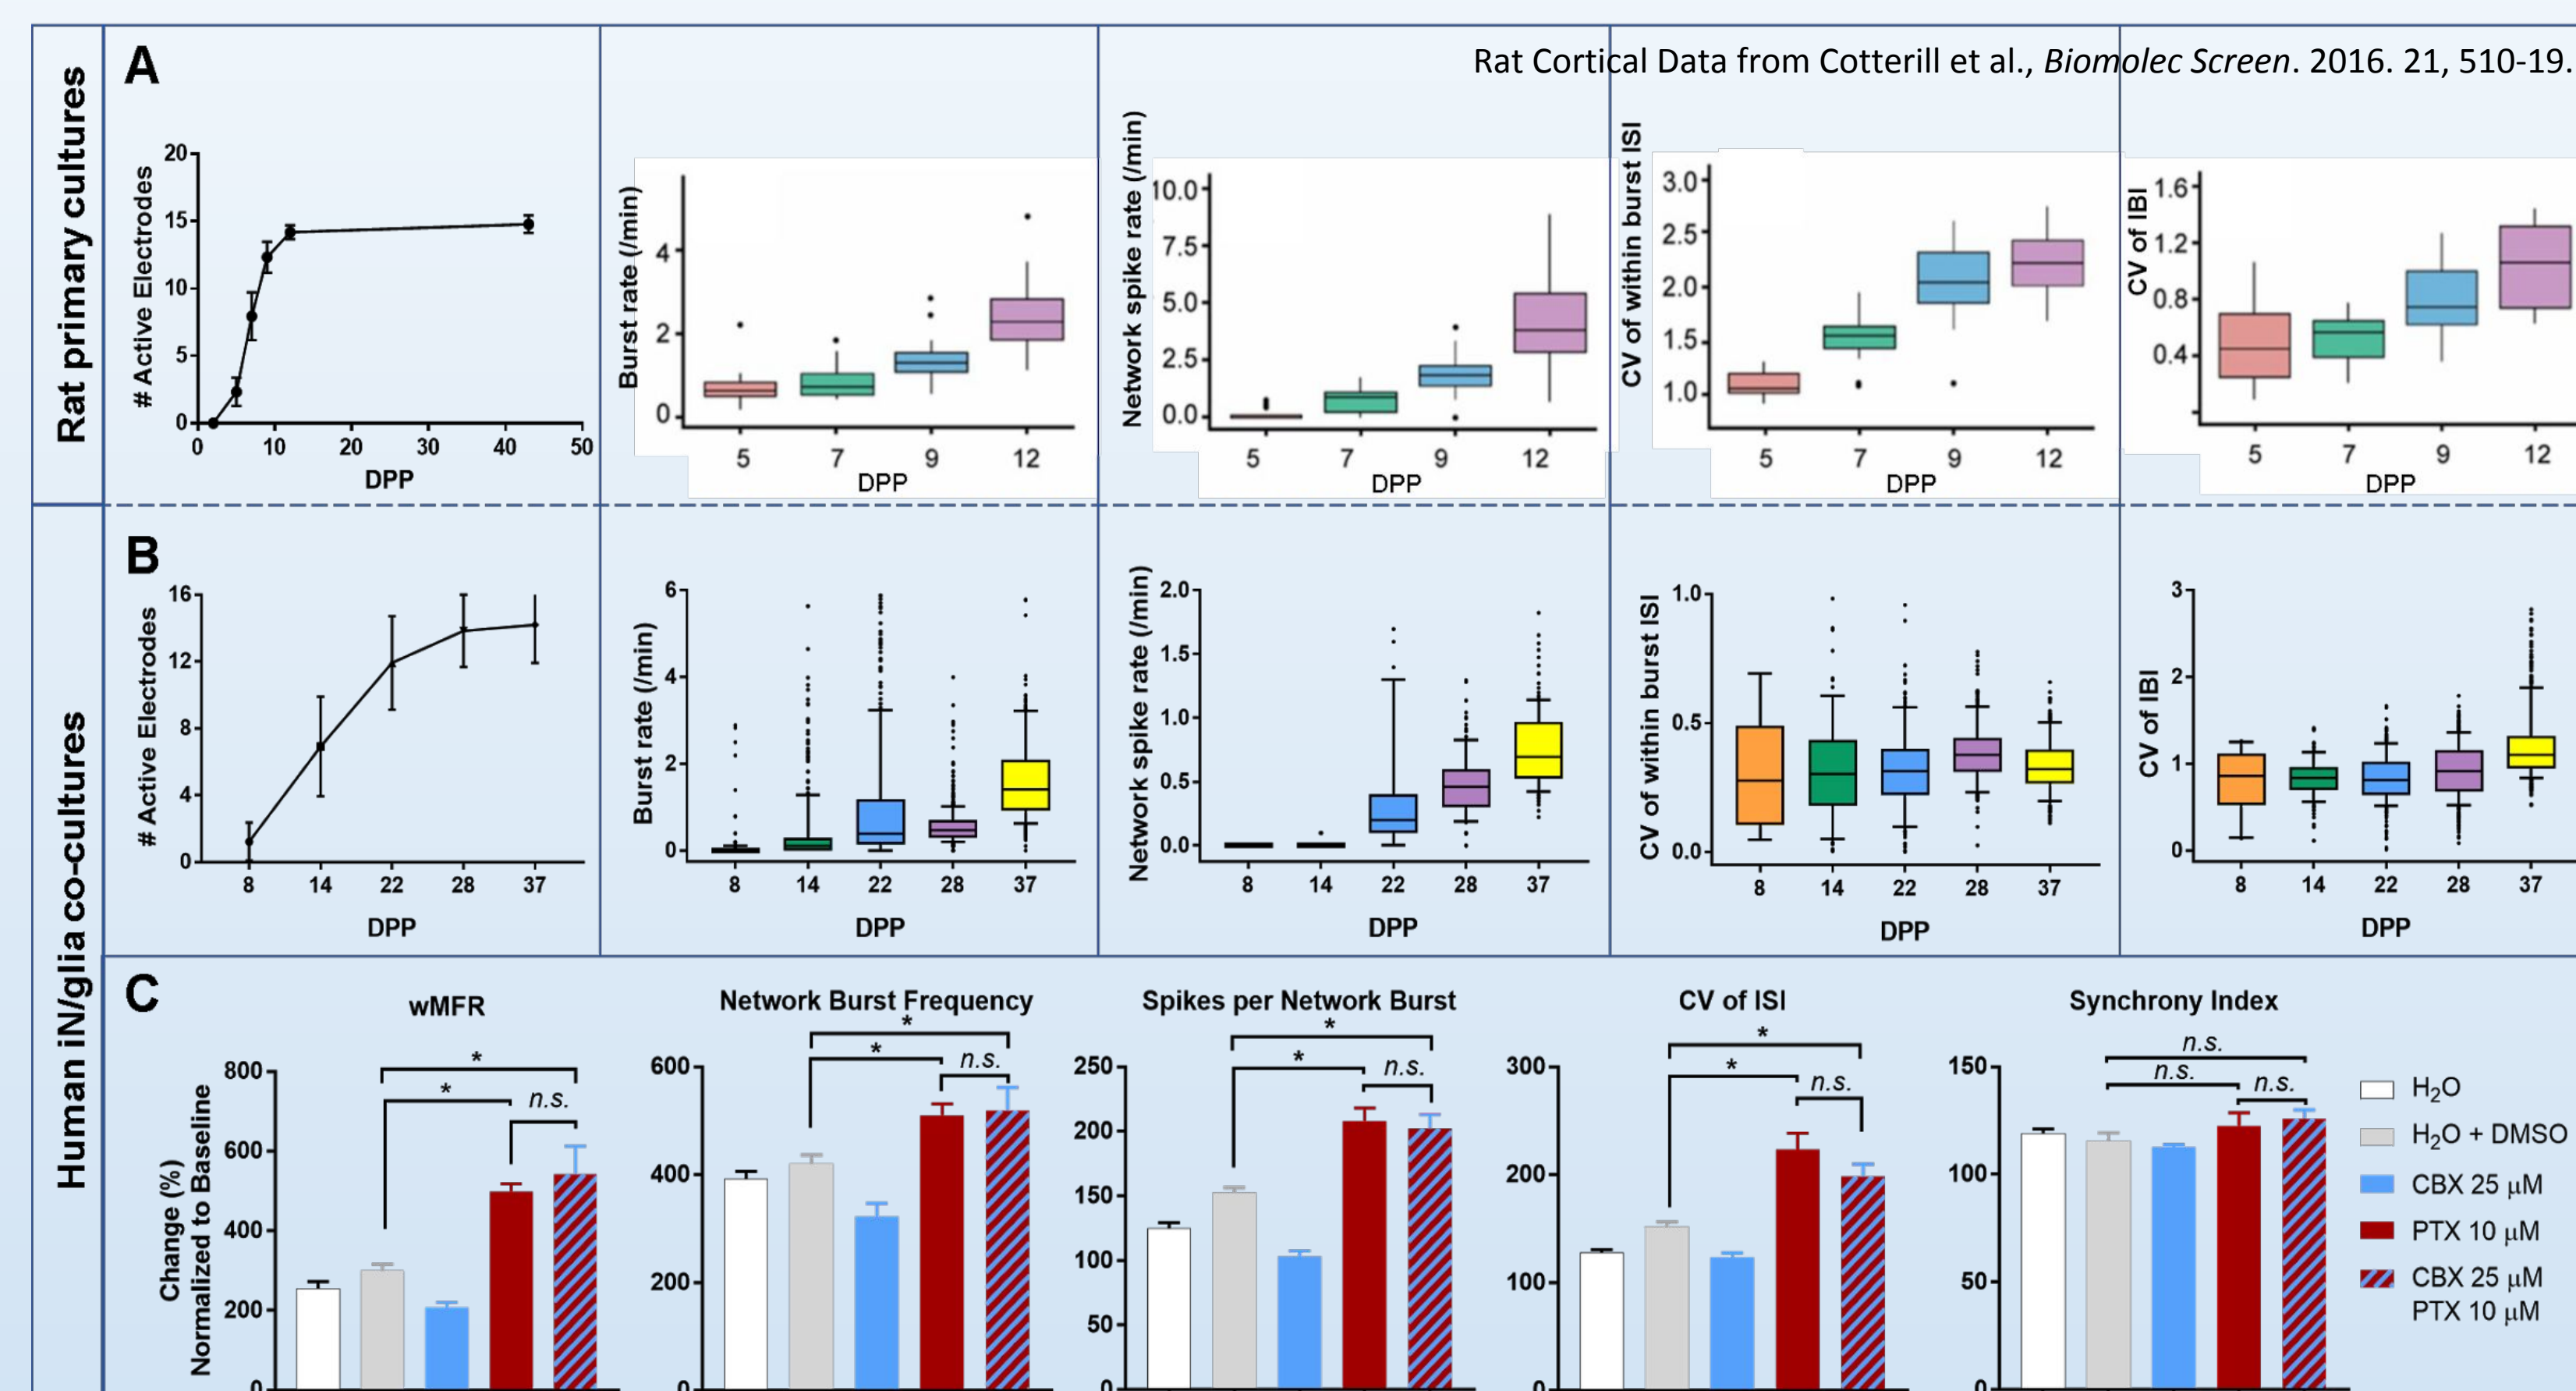 Rat primary cultures
A
Rat Cortical Data from Cotterill et al., Biomolec Screen. 2016. 21, 510-19.
# Active Electrodes
20
15
10
5
0
0 10 20 30 40 50
DPP
Burst rate (/min)
4
2
0
5 7 9 12
DPP
Network spike rate (/min)
10.0
7.5
5.0
2.5
0.0
5 7 9 12
DPP
CV of within burst ISI
3.0
2.5
2.0
1.5
1.0
5 7 9 12
DPP
CV of IBI
1.6
1.2
0.8
0.4
5 7 9 12
DPP
Human iN/glia co-cultures
B
# Active Electrodes
16
12
8
4
0
8 14 22 28 37
DPP
Burst rate (/min)
6
4
2
0
8 14 22 28 37
DPP
Network spike rate (/min)
2.0
1.5
1.0
0.5
0.0
8 14 22 28 37
DPP
CV of within burst ISI
1.0
0.5
0.0
8 14 22 28 37
DPP
CV of IBI
3
2
1
0
8 14 22 28 37
DPP
C
Change (%)
Normalized to Baseline
wMFR
800
600
400
200
0
*
*
n.s.
Network Burst Frequency
600
400
200
0
*
*
n.s.
Spikes per Network Burst
250
200
150
100
50
0
*
*
n.s.
CV of ISI
300
200
100
0
*
*
n.s.
Synchrony Index
150
100
50
0
n.s.
n.s.
n.s.
H₂O
H₂O + DMSO
CBX 25 µM
PTX 10 µM
CBX 25 µM
PTX 10 µM